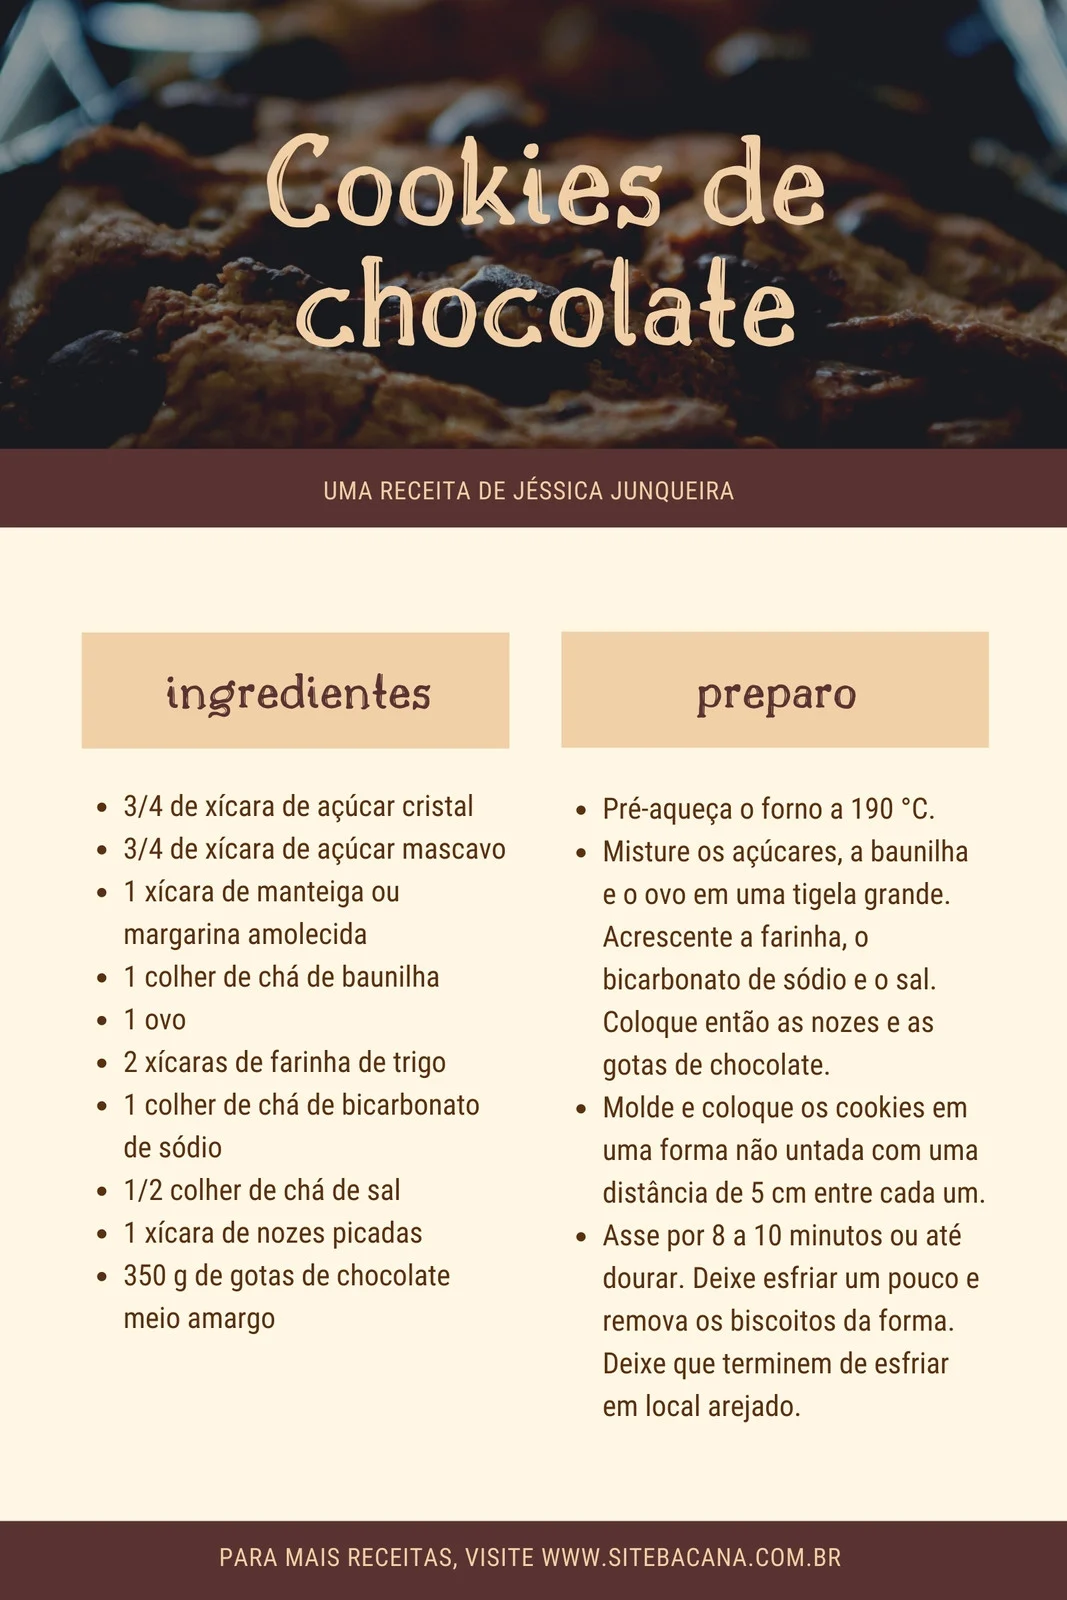 Cookies de
chocolate
UMA RECEITA DE JÉSSICA JUNQUEIRA
ingredientes
• 3/4 de xícara de açúcar cristal
• 3/4 de xícara de açúcar mascavo
• 1 xícara de manteiga ou
margarina amolecida
• 1 colher de chá de baunilha
• 1 ovo
• 2 xícaras de farinha de trigo
• 1 colher de chá de bicarbonato
de sódio
• 1/2 colher de chá de sal
• 1 xícara de nozes picadas
• 350 g de gotas de chocolate
meio amargo
preparo
• Pré-aqueça o forno a 190 °C.
• Misture os açúcares, a baunilha
e o ovo em uma tigela grande.
Acrescente a farinha, o
bicarbonato de sódio e o sal.
Coloque então as nozes e as
gotas de chocolate.
• Molde e coloque os cookies em
uma forma não untada com uma
distância de 5 cm entre cada um.
• Asse por 8 a 10 minutos ou até
dourar. Deixe esfriar um pouco e
remova os biscoitos da forma.
Deixe que terminem de esfriar
em local arejado.
PARA MAIS RECEITAS, VISITE WWW.SITEBACANA.COM.BR